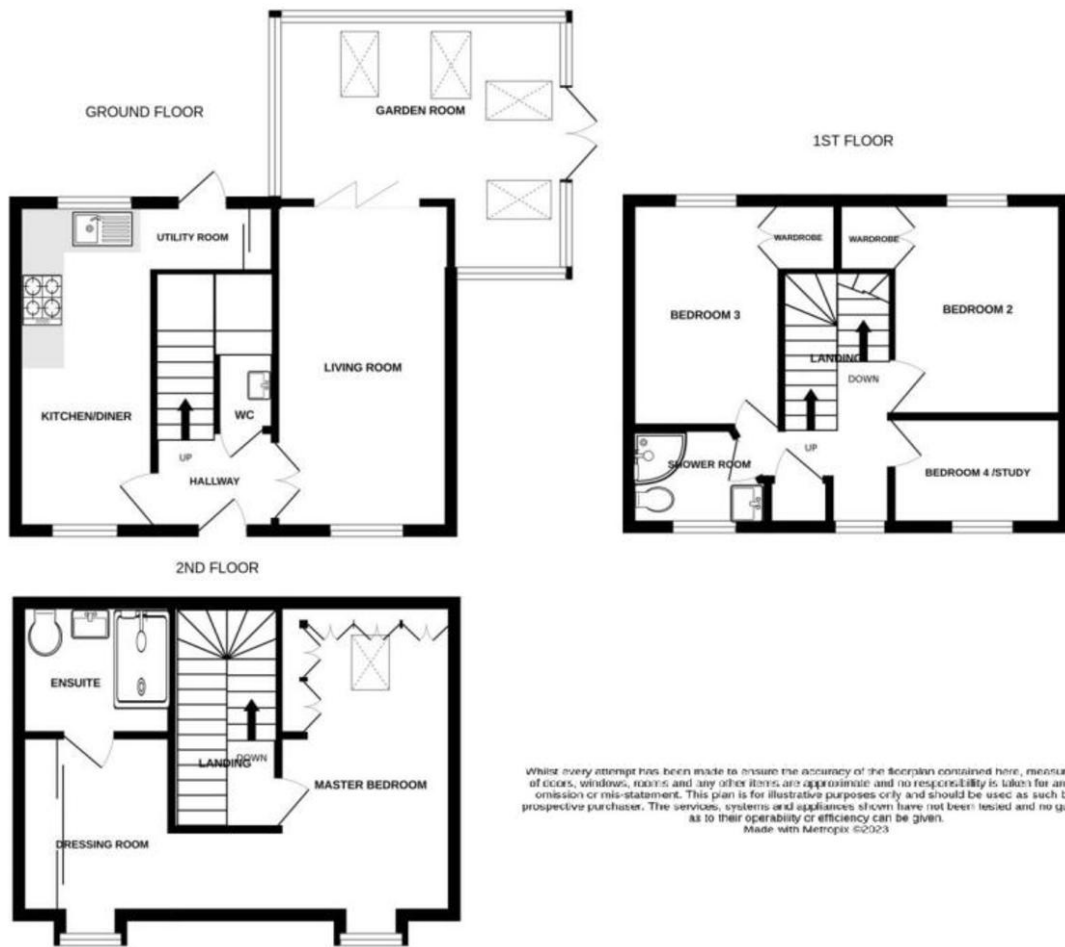 GROUND FLOOR
GARDEN ROOM
UTILITY ROOM
LIVING ROOM
KITCHEN/DINER
WC
UP
HALLWAY
1ST FLOOR
WARDROBE
WARDROBE
BEDROOM 3
BEDROOM 2
LANDING
DOWN
UP
SHOWER ROOM
BEDROOM 4 /STUDY
2ND FLOOR
ENSUITE
LANDING
DOWN
MASTER BEDROOM
DRESSING ROOM
Whilst every attempt has been made to ensure the accuracy of the floorplan contained here, measur
of doors, windows, rooms and any other items are approximate and no responsibility is taken for an
omission or mis-statement. This plan is for illustrative purposes only and should be used as such b
prospective purchaser. The services, systems and appliances shown have not been tested and no g
as to their operability or efficiency can be given.
Made with Metropix ©2023